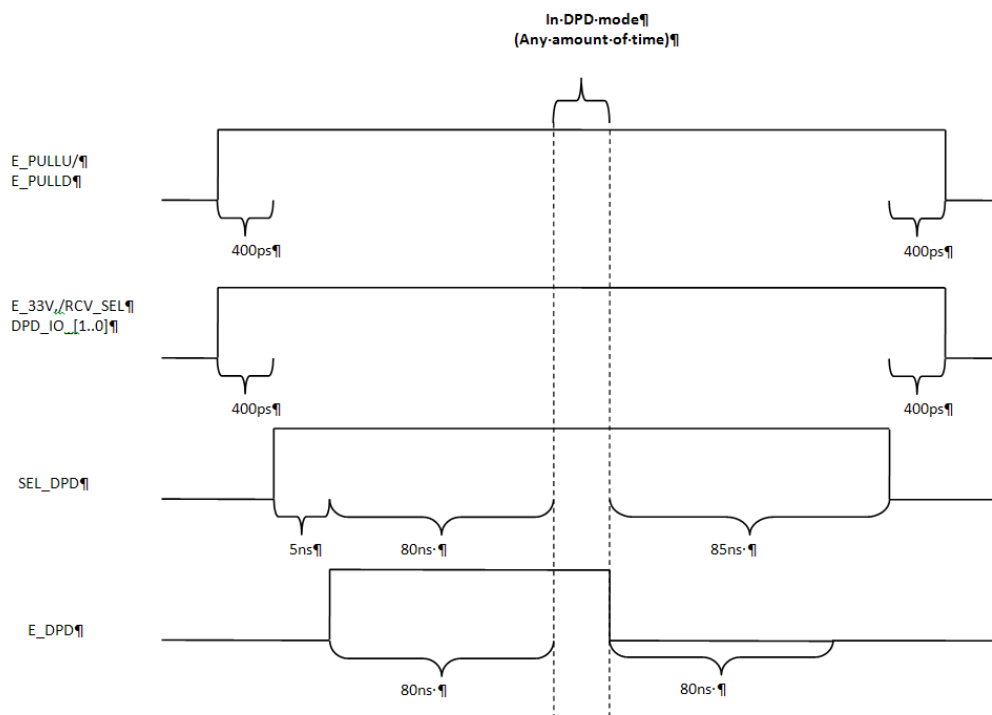 In·DPD·mode¶
(Any·amount·of·time)¶
E_PULLU/¶
E_PULLD¶
400ps¶
400ps¶
E_33V,/RCV_SEL¶
DPD_IO_[1..0]¶
400ps¶
400ps¶
SEL_DPD¶
5ns¶
80ns·¶
85ns·¶
E_DPD¶
80ns·¶
80ns·¶